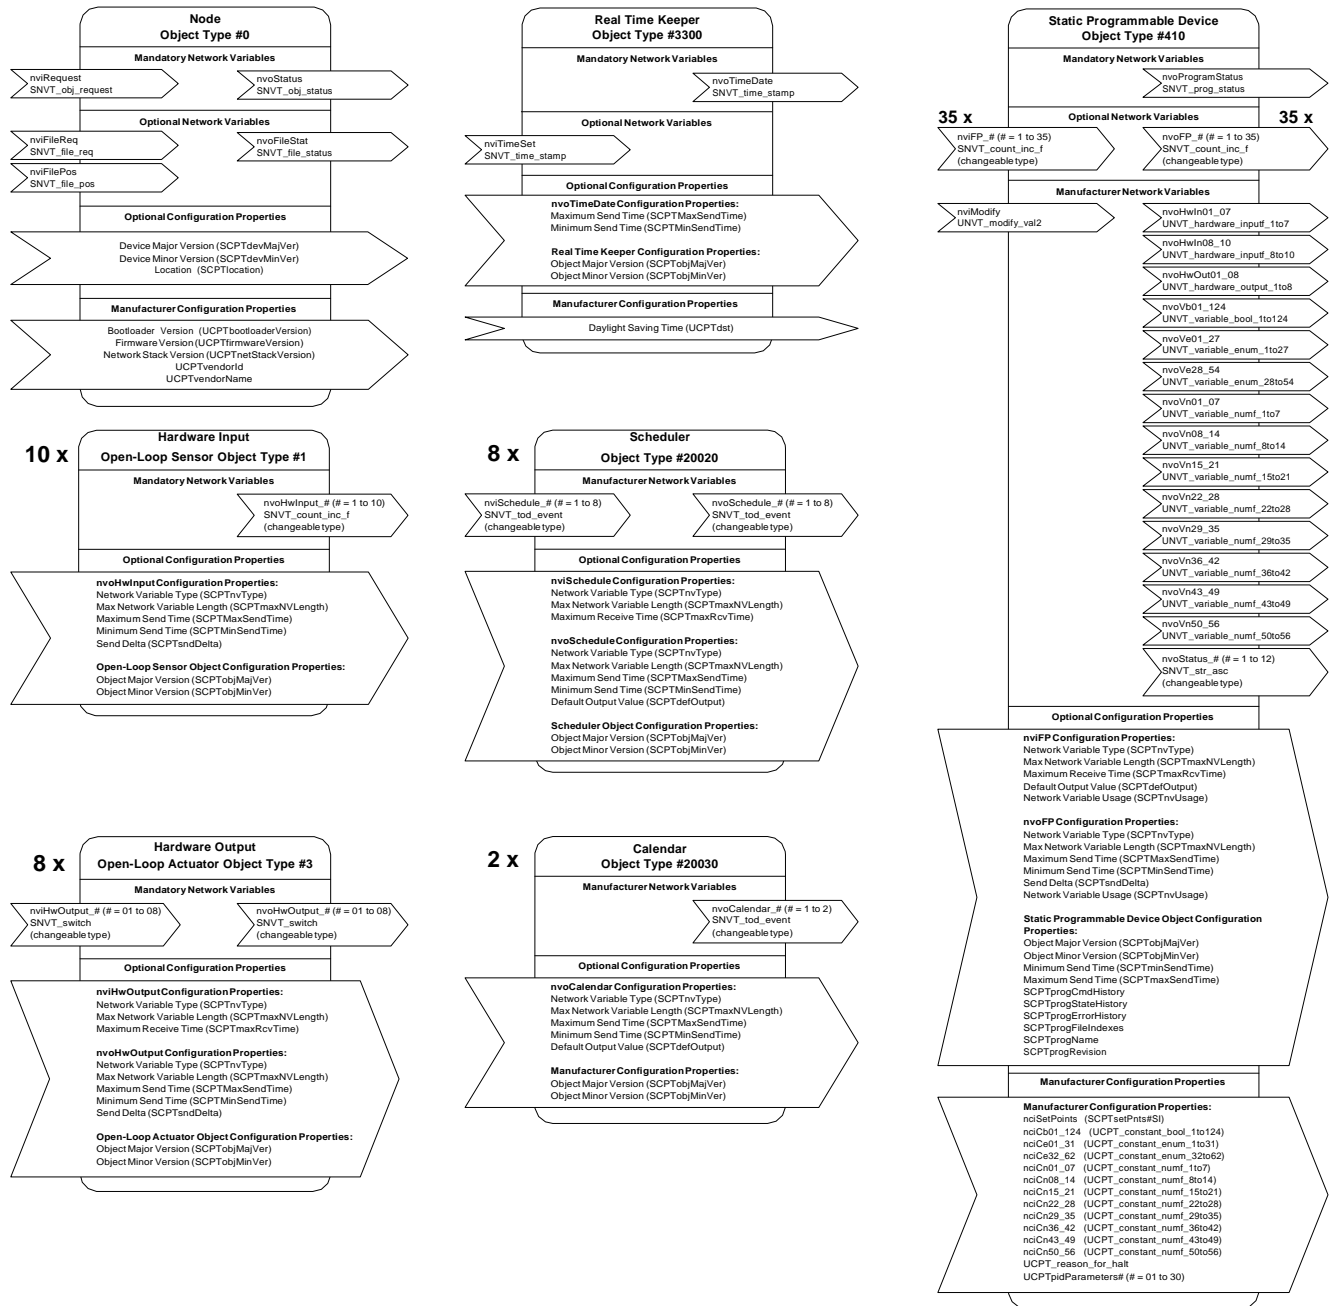 Node
Object Type #0
Mandatory Network Variables
nviRequest
SNVT_obj_request
nvoStatus
SNVT_obj_status
Optional Network Variables
nviFileReq
SNVT_file_req
nvoFileStat
SNVT_file_status
nviFilePos
SNVT_file_pos
Optional Configuration Properties
Device Major Version (SCPTdevMajVer)
Device Minor Version (SCPTdevMinVer)
Location (SCPTlocation)
Manufacturer Configuration Properties
Bootloader Version (UCPTbootloaderVersion)
Firmware Version (UCPTfirmwareVersion)
Network Stack Version (UCPTnetStackVersion)
UCPTvendorId
UCPTvendorName
10 x
Hardware Input
Open-Loop Sensor Object Type #1
Mandatory Network Variables
nvoHwInput_# (# = 1 to 10)
SNVT_count_inc_f
(changeable type)
Optional Configuration Properties
nvoHwInput Configuration Properties:
Network Variable Type (SCPTnvType)
Max Network Variable Length (SCPTmaxNVLength)
Maximum Send Time (SCPTMaxSendTime)
Minimum Send Time (SCPTMinSendTime)
Send Delta (SCPTsndDelta)
Open-Loop Sensor Object Configuration Properties:
Object Major Version (SCPTobjMajVer)
Object Minor Version (SCPTobjMinVer)
8 x
Hardware Output
Open-Loop Actuator Object Type #3
Mandatory Network Variables
nviHwOutput_# (# = 01 to 08)
SNVT_switch
(changeable type)
nvoHwOutput_# (# = 01 to 08)
SNVT_switch
(changeable type)
Optional Configuration Properties
nviHwOutput Configuration Properties:
Network Variable Type (SCPTnvType)
Max Network Variable Length (SCPTmaxNVLength)
Maximum Receive Time (SCPTmaxRcvTime)
nvoHwOutput Configuration Properties:
Network Variable Type (SCPTnvType)
Max Network Variable Length (SCPTmaxNVLength)
Maximum Send Time (SCPTMaxSendTime)
Minimum Send Time (SCPTMinSendTime)
Send Delta (SCPTsndDelta)
Open-Loop Actuator Object Configuration Properties:
Object Major Version (SCPTobjMajVer)
Object Minor Version (SCPTobjMinVer)
Real Time Keeper
Object Type #3300
Mandatory Network Variables
nvoTimeDate
SNVT_time_stamp
Optional Network Variables
nviTimeSet
SNVT_time_stamp
Optional Configuration Properties
nvoTimeDate Configuration Properties:
Maximum Send Time (SCPTMaxSendTime)
Minimum Send Time (SCPTMinSendTime)
Real Time Keeper Configuration Properties:
Object Major Version (SCPTobjMajVer)
Object Minor Version (SCPTobjMinVer)
Manufacturer Configuration Properties
Daylight Saving Time (UCPTdst)
8 x
Scheduler
Object Type #20020
Manufacturer Network Variables
nviSchedule_# (# = 1 to 8)
SNVT_tod_event
(changeable type)
nvoSchedule_# (# = 1 to 8)
SNVT_tod_event
(changeable type)
Optional Configuration Properties
nviSchedule Configuration Properties:
Network Variable Type (SCPTnvType)
Max Network Variable Length (SCPTmaxNVLength)
Maximum Receive Time (SCPTmaxRcvTime)
nvoSchedule Configuration Properties:
Network Variable Type (SCPTnvType)
Max Network Variable Length (SCPTmaxNVLength)
Maximum Send Time (SCPTMaxSendTime)
Minimum Send Time (SCPTMinSendTime)
Default Output Value (SCPTdefOutput)
Scheduler Object Configuration Properties:
Object Major Version (SCPTobjMajVer)
Object Minor Version (SCPTobjMinVer)
2 x
Calendar
Object Type #20030
Manufacturer Network Variables
nvoCalendar_# (# = 1 to 2)
SNVT_tod_event
(changeable type)
Optional Configuration Properties
nvoCalendar Configuration Properties:
Network Variable Type (SCPTnvType)
Max Network Variable Length (SCPTmaxNVLength)
Maximum Send Time (SCPTMaxSendTime)
Minimum Send Time (SCPTMinSendTime)
Default Output Value (SCPTdefOutput)
Manufacturer Configuration Properties:
Object Major Version (SCPTobjMajVer)
Object Minor Version (SCPTobjMinVer)
Static Programmable Device
Object Type #410
Mandatory Network Variables
nvoProgramStatus
SNVT_prog_status
35 x
Optional Network Variables
35 x
nviFP_# (# = 1 to 35)
SNVT_count_inc_f
(changeable type)
nvoFP_# (# = 1 to 35)
SNVT_count_inc_f
(changeable type)
Manufacturer Network Variables
nviModify
UNVT_modify_val2
nvoHwIn01_07
UNVT_hardware_inputf_1to7
nvoHwIn08_10
UNVT_hardware_inputf_8to10
nvoHwOut01_08
UNVT_hardware_output_1to8
nvoVb01_124
UNVT_variable_bool_1to124
nvoVe01_27
UNVT_variable_enum_1to27
nvoVe28_54
UNVT_variable_enum_28to54
nvoVn01_07
UNVT_variable_numf_1to7
nvoVn08_14
UNVT_variable_numf_8to14
nvoVn15_21
UNVT_variable_numf_15to21
nvoVn22_28
UNVT_variable_numf_22to28
nvoVn29_35
UNVT_variable_numf_29to35
nvoVn36_42
UNVT_variable_numf_36to42
nvoVn43_49
UNVT_variable_numf_43to49
nvoVn50_56
UNVT_variable_numf_50to56
nvoStatus_# (# = 1 to 12)
SNVT_str_asc
(changeable type)
Optional Configuration Properties
nviFP Configuration Properties:
Network Variable Type (SCPTnvType)
Max Network Variable Length (SCPTmaxNVLength)
Maximum Receive Time (SCPTmaxRcvTime)
Default Output Value (SCPTdefOutput)
Network Variable Usage (SCPTnvUsage)
nvoFP Configuration Properties:
Network Variable Type (SCPTnvType)
Max Network Variable Length (SCPTmaxNVLength)
Maximum Send Time (SCPTMaxSendTime)
Minimum Send Time (SCPTMinSendTime)
Send Delta (SCPTsndDelta)
Network Variable Usage (SCPTnvUsage)
Static Programmable Device Object Configuration
Properties:
Object Major Version (SCPTobjMajVer)
Object Minor Version (SCPTobjMinVer)
Minimum Send Time (SCPTminSendTime)
Maximum Send Time (SCPTmaxSendTime)
SCPTprogCmdHistory
SCPTprogStateHistory
SCPTprogErrorHistory
SCPTprogFileIndexes
SCPTprogName
SCPTprogRevision
Manufacturer Configuration Properties
Manufacturer Configuration Properties:
nciSetPoints (SCPTsetPnts#SI)
nciCb01_124 (UCPT_constant_bool_1to124)
nciCe01_31 (UCPT_constant_enum_1to31)
nciCe32_62 (UCPT_constant_enum_32to62)
nciCn01_07 (UCPT_constant_numf_1to7)
nciCn08_14 (UCPT_constant_numf_8to14)
nciCn15_21 (UCPT_constant_numf_15to21)
nciCn22_28 (UCPT_constant_numf_22to28)
nciCn29_35 (UCPT_constant_numf_29to35)
nciCn36_42 (UCPT_constant_numf_36to42)
nciCn43_49 (UCPT_constant_numf_43to49)
nciCn50_56 (UCPT_constant_numf_50to56)
UCPT_reason_for_halt
UCPTpidParameters# (# = 01 to 30)